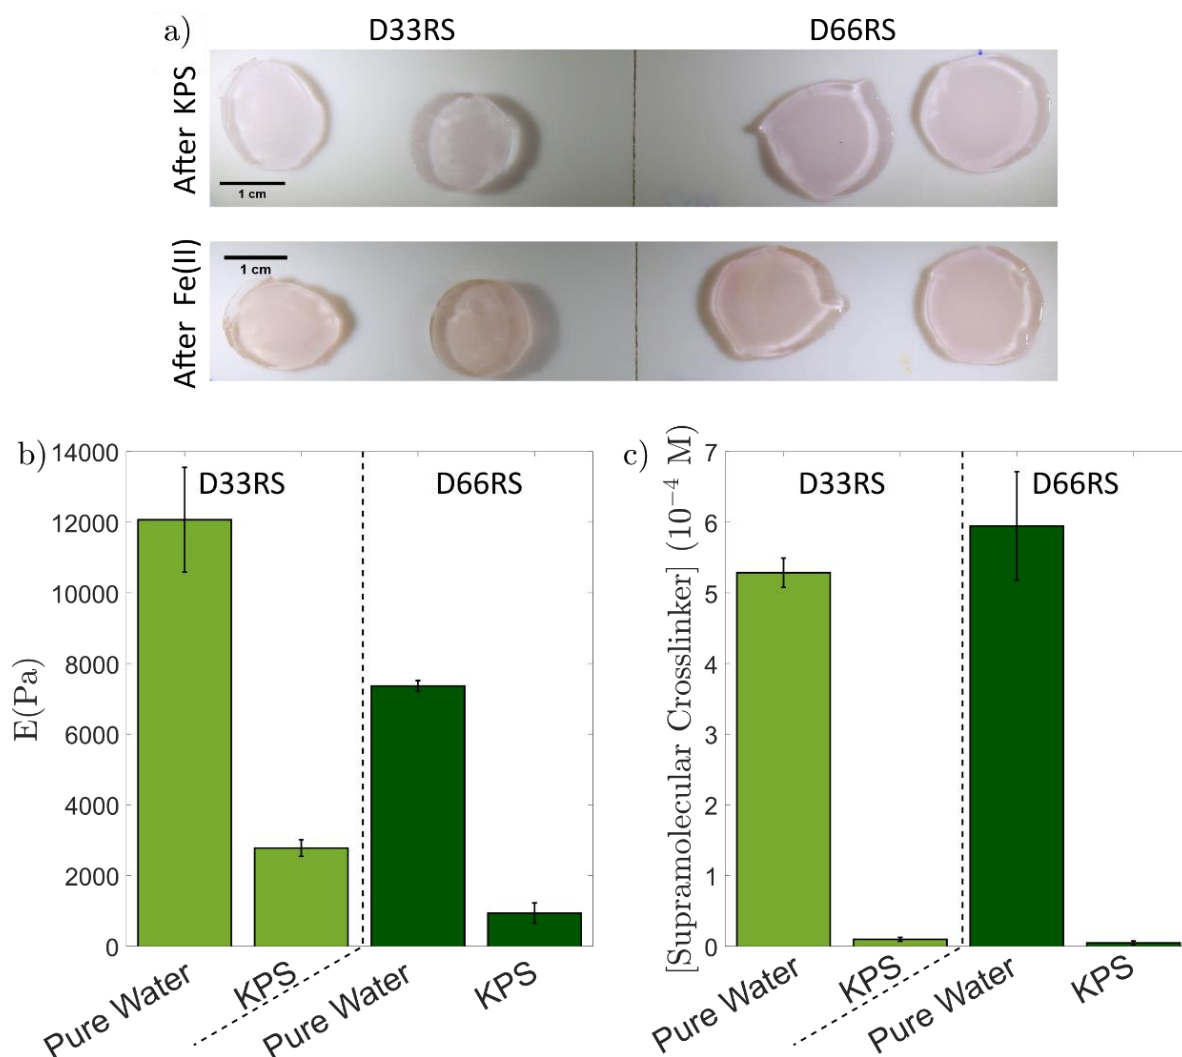 a)
D33RS
D66RS
After KPS
1 cm
After Fe(II)
1 cm
b)
E(Pa)
14000
12000
10000
8000
6000
4000
2000
0
D33RS
D66RS
Pure Water
KPS
Pure Water
KPS
c)
[Supramolecular Crosslinker] (10⁻⁴ M)
7
6
5
4
3
2
1
0
D33RS
D66RS
Pure Water
KPS
Pure Water
KPS